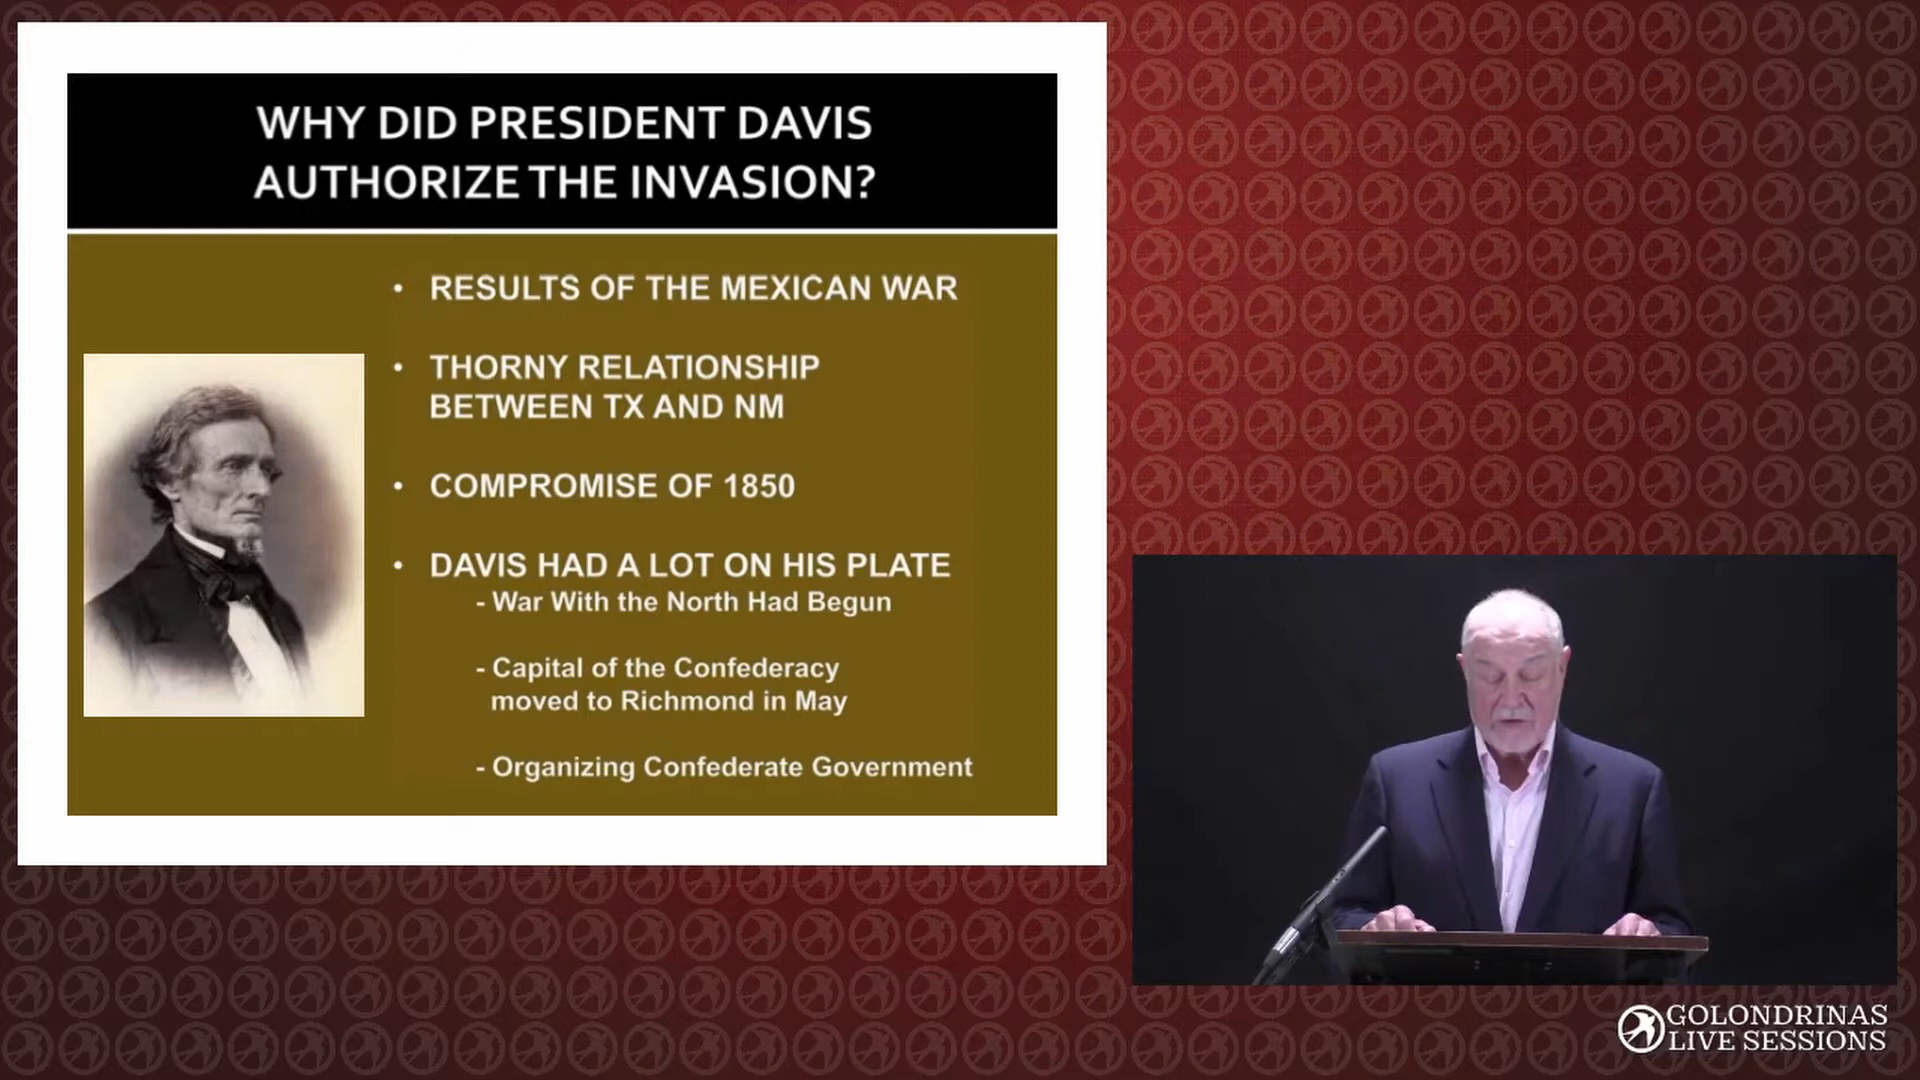 WHY DID PRESIDENT DAVIS
AUTHORIZE THE INVASION?
• RESULTS OF THE MEXICAN WAR
• THORNY RELATIONSHIP
BETWEEN TX AND NM
• COMPROMISE OF 1850
• DAVIS HAD A LOT ON HIS PLATE
- War With the North Had Begun
- Capital of the Confederacy
moved to Richmond in May
- Organizing Confederate Government
GOLONDRINAS
LIVE SESSIONS